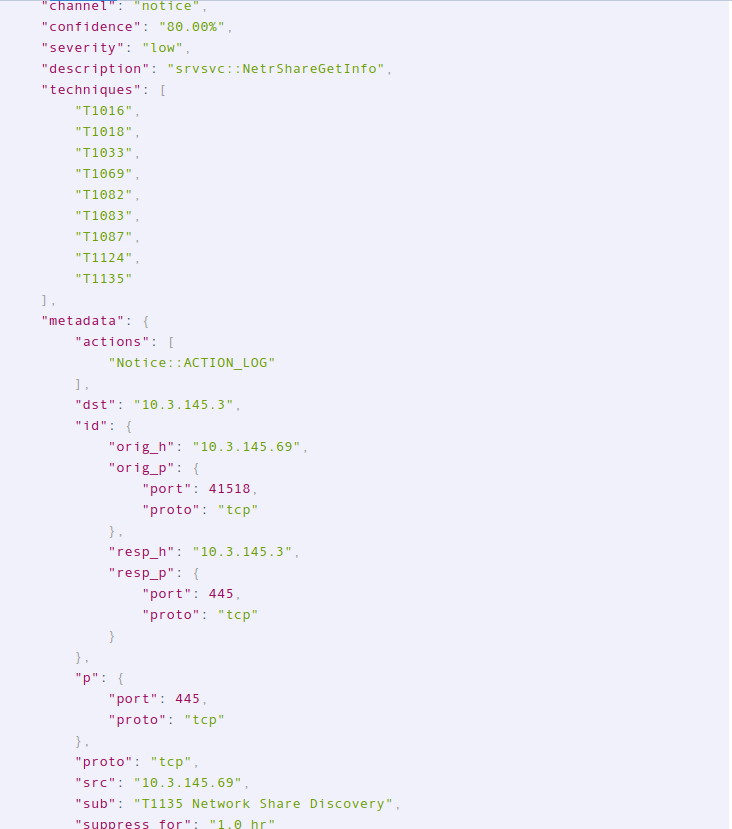 "channel": "notice",
"confidence": "80.00%",
"severity": "low",
"description": "srvsvc::NetrShareGetInfo",
"techniques": [
"T1016",
"T1018",
"T1033",
"T1069",
"T1082",
"T1083",
"T1087",
"T1124",
"T1135"
],
"metadata": {
"actions": [
"Notice::ACTION_LOG"
],
"dst": "10.3.145.3",
"id": {
"orig_h": "10.3.145.69",
"orig_p": {
"port": 41518,
"proto": "tcp"
},
"resp_h": "10.3.145.3",
"resp_p": {
"port": 445,
"proto": "tcp"
}
},
"p": {
"port": 445,
"proto": "tcp"
},
"proto": "tcp",
"src": "10.3.145.69",
"sub": "T1135 Network Share Discovery",
"suppress_for": "1.0 hr"